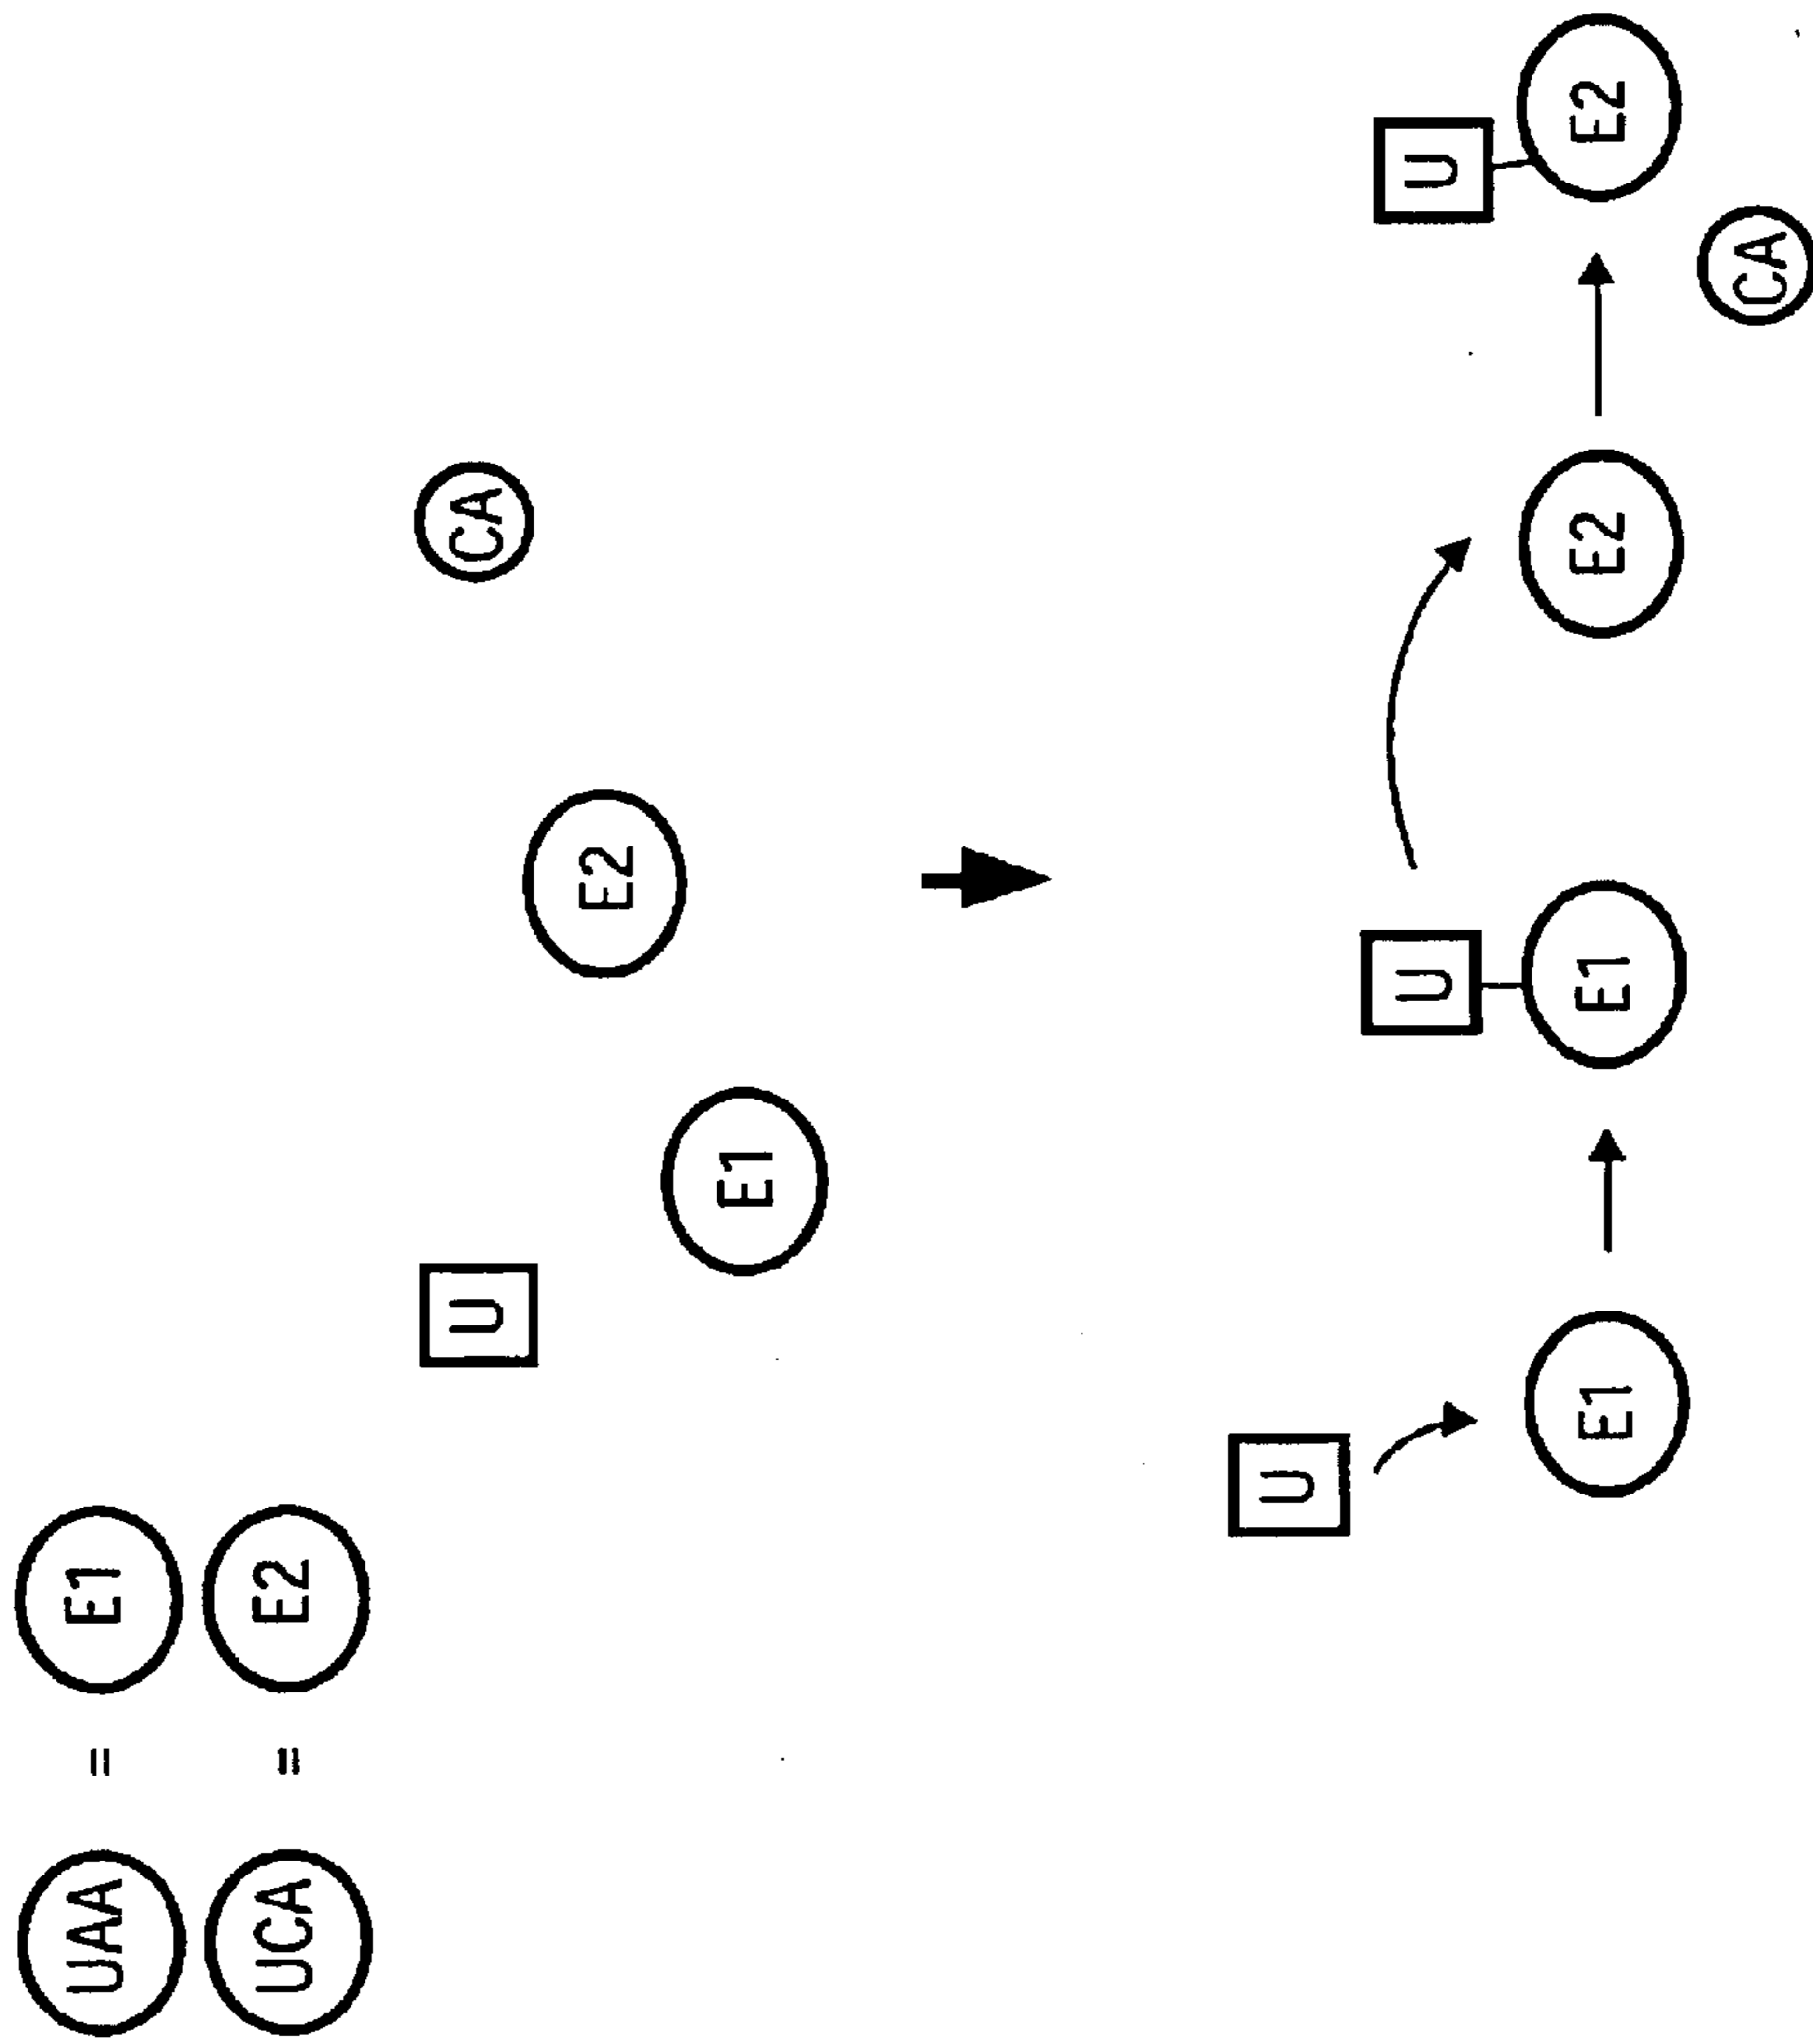 UAA = E1
UCA = E2
U CA
E2
E1
U
U U
E1 E1 E2 E2
CA